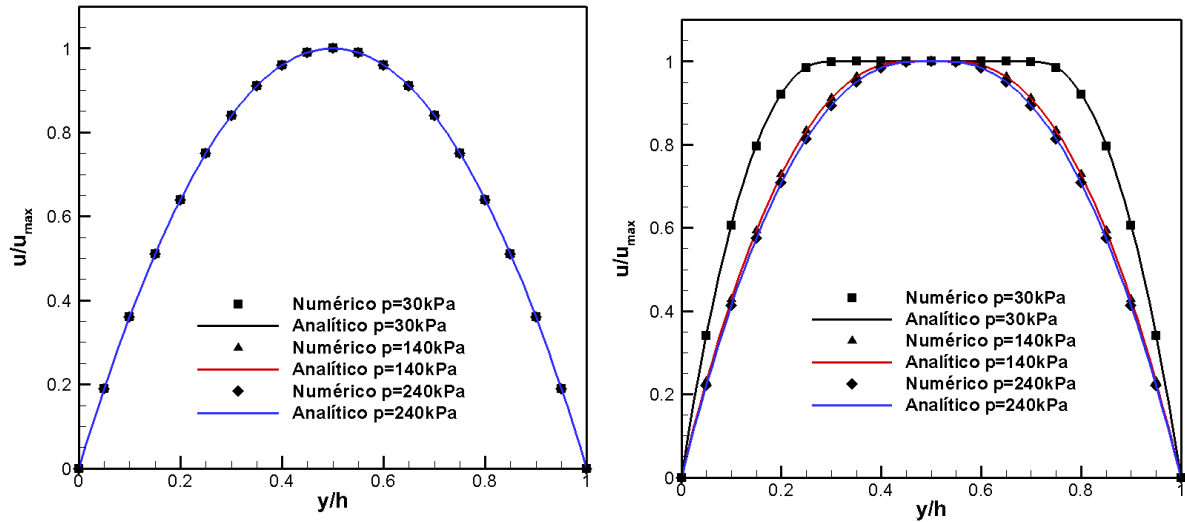 u/umax
1
0.8
0.6
0.4
0.2
0
0
0.2
0.4
0.6
0.8
1
y/h
Numérico p=30kPa
Analítico p=30kPa
Numérico p=140kPa
Analítico p=140kPa
Numérico p=240kPa
Analítico p=240kPa
u/umax
1
0.8
0.6
0.4
0.2
0
0
0.2
0.4
0.6
0.8
1
y/h
Numérico p=30kPa
Analítico p=30kPa
Numérico p=140kPa
Analítico p=140kPa
Numérico p=240kPa
Analítico p=240kPa